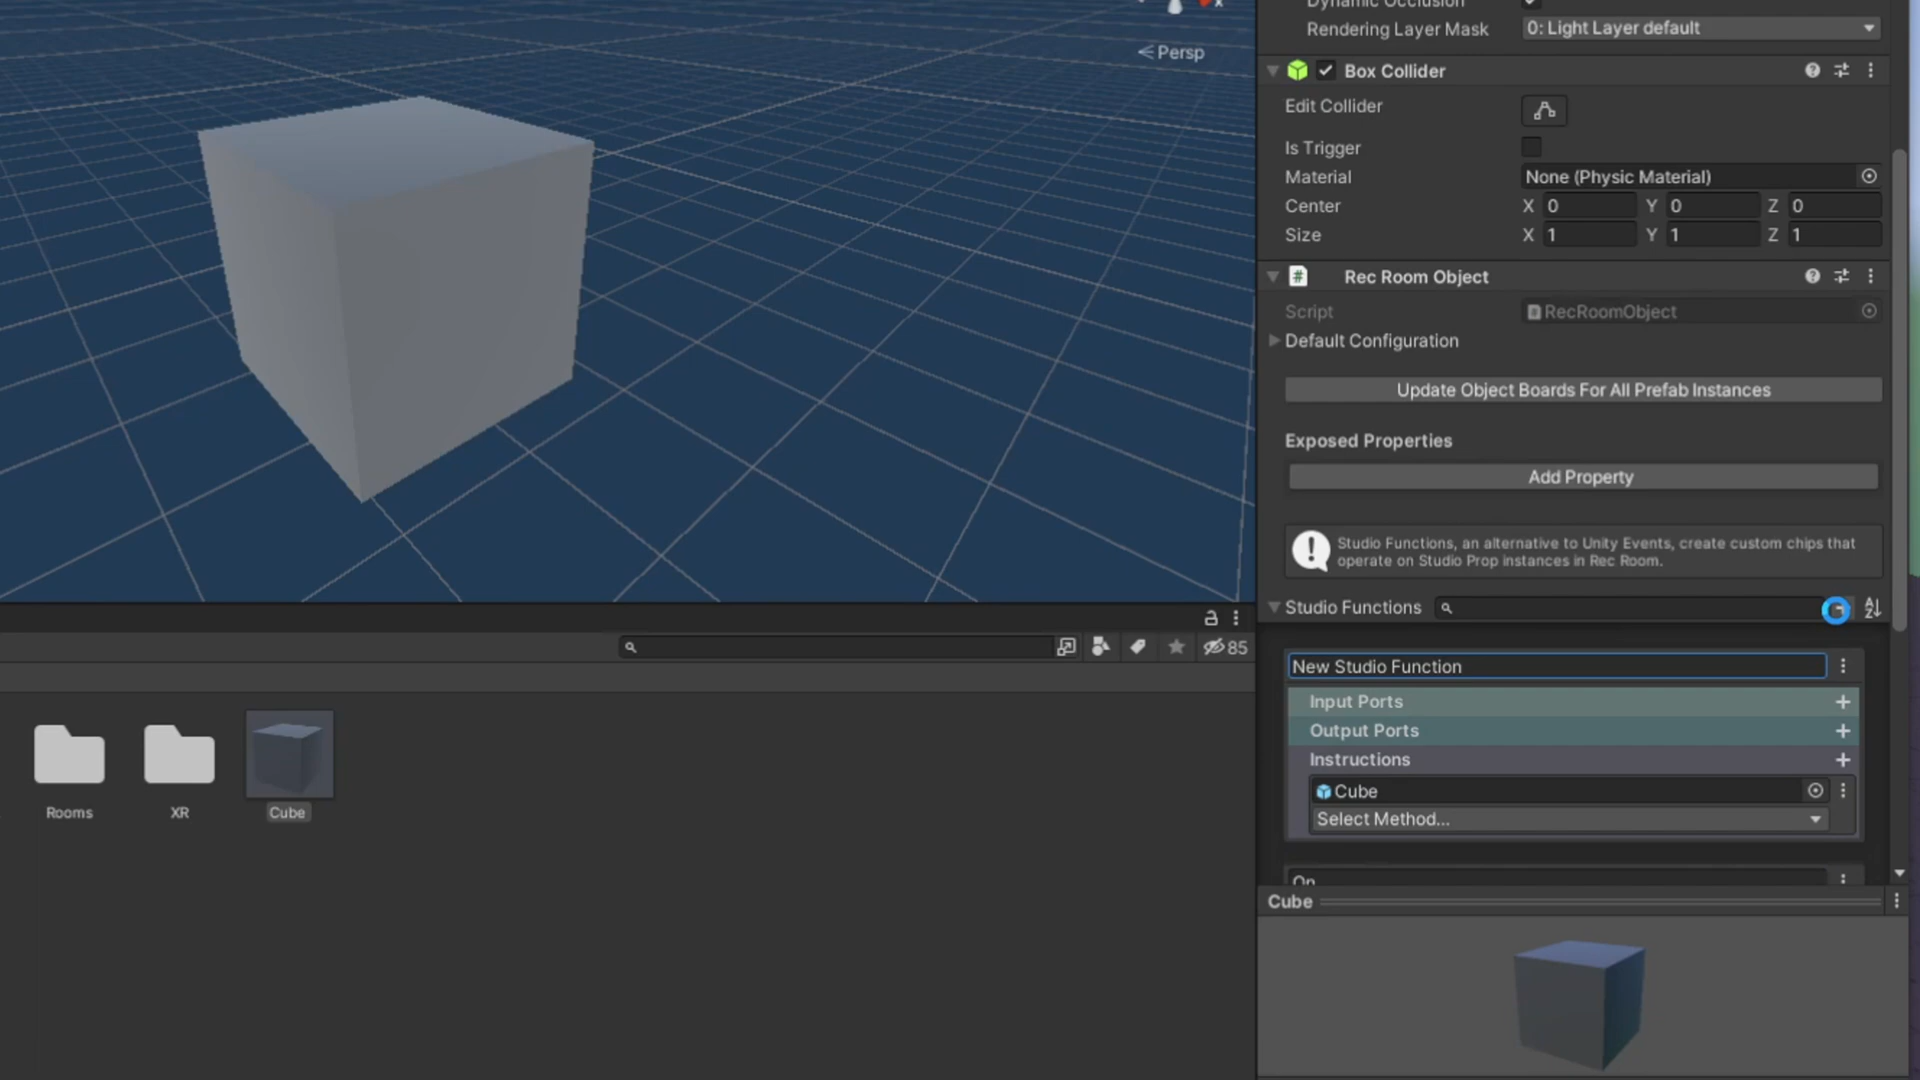 Dynamic Occlusion
Rendering Layer Mask 0: Light Layer default
x
Persp
Box Collider
Edit Collider
Is Trigger
Material None (Physic Material)
Center X 0 Y 0 Z 0
Size X 1 Y 1 Z 1
Rec Room Object
Script RecRoomObject
Default Configuration
Update Object Boards For All Prefab Instances
Exposed Properties
Add Property
Studio Functions, an alternative to Unity Events, create custom chips that
operate on Studio Prop instances in Rec Room.
Studio Functions
New Studio Function
Input Ports
Output Ports
Instructions
Cube
Select Method...
On
Cube
85
Rooms
XR
Cube